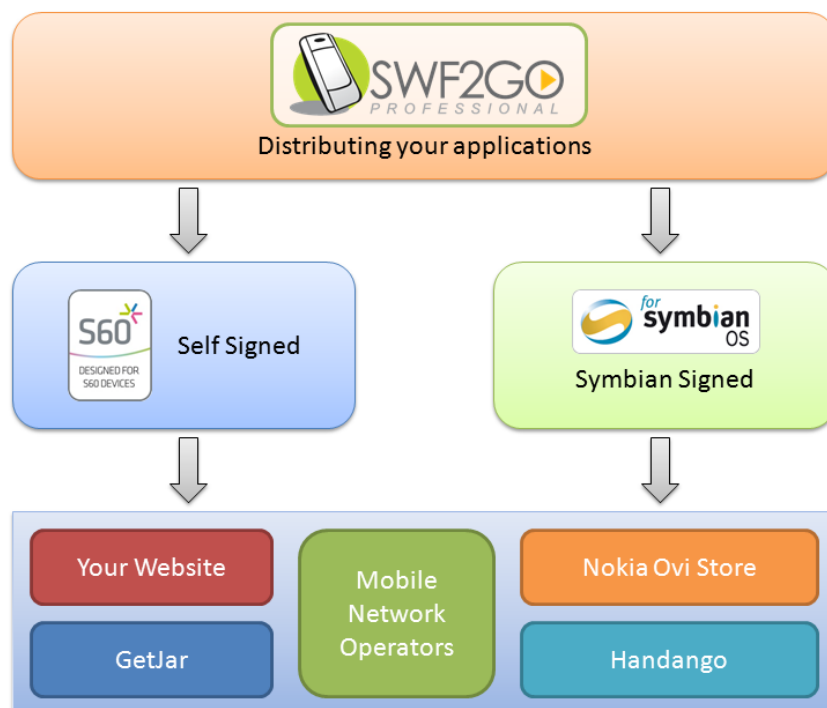 SWF2GO
PROFESSIONAL
Distributing your applications
S60
DESIGNED FOR
S60 DEVICES
Self Signed
for
symbian
OS
Symbian Signed
Your Website
GetJar
Mobile
Network
Operators
Nokia Ovi Store
Handango